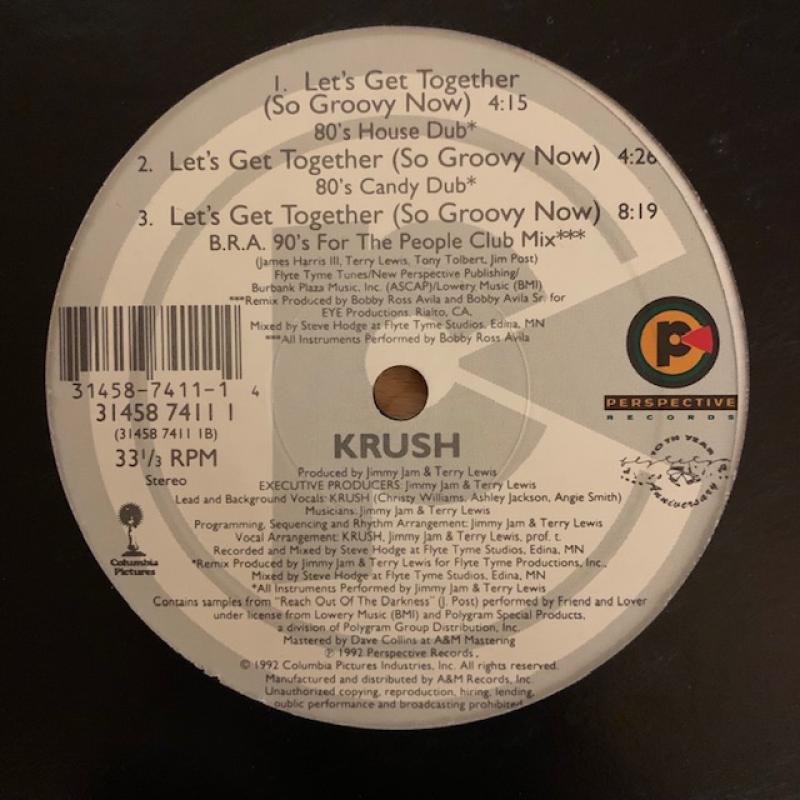 1. Let's Get Together
(So Groovy Now) 4:15
80's House Dub*
2. Let's Get Together (So Groovy Now) 4:26
80's Candy Dub*
3. Let's Get Together (So Groovy Now) 8:19
B.R.A. 90's For The People Club Mix***
(James Harris III, Terry Lewis, Tony Tolbert, Jim Post)
Flyte Tyme Tunes/New Perspective Publishing/
Burbank Plaza Music, Inc. (ASCAP)/Lowery Music (BMI)
***Remix Produced by Bobby Ross Avila and Bobby Avila Sr. for
EYE Productions, Rialto, CA.
Mixed by Steve Hodge at Flyte Tyme Studios, Edina, MN
***All Instruments Performed by Bobby Ross Avila
31458-7411-1 4
31458 7411 1
(31458 7411 1B)
33 1/3 RPM
Stereo
Columbia
Pictures
P
PERSPECTIVE
RECORDS
10TH YEAR
Anniversary
KRUSH
Produced by Jimmy Jam & Terry Lewis
EXECUTIVE PRODUCERS: Jimmy Jam & Terry Lewis
Lead and Background Vocals: KRUSH (Christy Williams, Ashley Jackson, Angie Smith)
Musicians: Jimmy Jam & Terry Lewis
Programming, Sequencing and Rhythm Arrangement: Jimmy Jam & Terry Lewis
Vocal Arrangement: KRUSH, Jimmy Jam & Terry Lewis, prof. t.
Recorded and Mixed by Steve Hodge at Flyte Tyme Studios, Edina, MN
*Remix Produced by Jimmy Jam & Terry Lewis for Flyte Tyme Productions, Inc.,
Mixed by Steve Hodge at Flyte Tyme Studios, Edina, MN
*All Instruments Performed by Jimmy Jam & Terry Lewis
Contains samples from "Reach Out Of The Darkness" (J. Post) performed by Friend and Lover
under license from Lowery Music (BMI) and Polygram Special Products,
a division of Polygram Group Distribution, Inc.
Mastered by Dave Collins at A&M Mastering
℗ 1992 Perspective Records.
© 1992 Columbia Pictures Industries, Inc. All rights reserved.
Manufactured and distributed by A&M Records, Inc.
Unauthorized copying, reproduction, hiring, lending,
public performance and broadcasting prohibited.